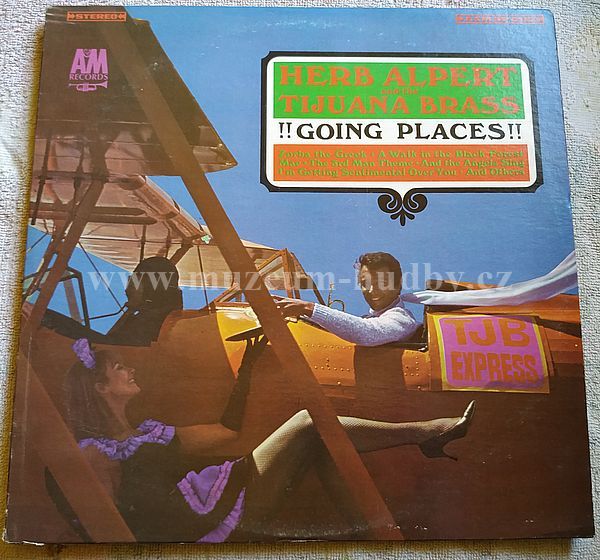 STEREO
A&M
RECORDS
HERB ALPERT
and the
TIJUANA BRASS
!!GOING PLACES!!
Zorba the Greek • A Walk in the Black Forest
Mae • The 3rd Man Theme • And the Angels Sing
I'm Getting Sentimental Over You • And Others
www.muzeum-hudby.cz
TJB
EXPRESS